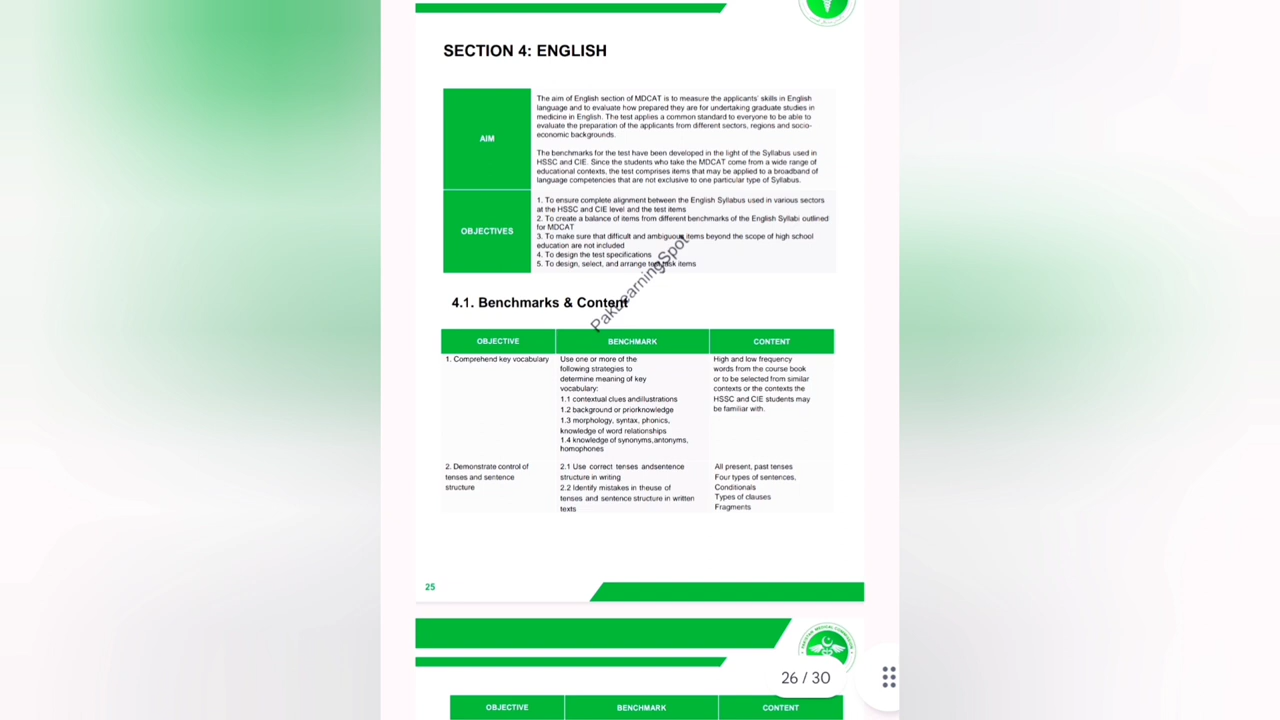 SECTION 4: ENGLISH
AIM
The aim of English section of MDCAT is to measure the applicants' skills in English
language and to evaluate how prepared they are for undertaking graduate studies in
medicine in English. The test applies a common standard to everyone to be able to
evaluate the preparation of the applicants from different sectors, regions and socio-
economic backgrounds.
The benchmarks for the test have been developed in the light of the Syllabus used in
HSSC and CIE. Since the students who take the MDCAT come from a wide range of
educational contexts, the test comprises items that may be applied to a broadband of
language competencies that are not exclusive to one particular type of Syllabus.
OBJECTIVES
1. To ensure complete alignment between the English Syllabus used in various sectors
at the HSSC and CIE level and the test items
2. To create a balance of items from different benchmarks of the English Syllabi outlined
for MDCAT
3. To make sure that difficult and ambiguous items beyond the scope of high school
education are not included
4. To design the test specifications
5. To design, select, and arrange test task items
PakLearningSpot
4.1. Benchmarks & Content
OBJECTIVE BENCHMARK CONTENT
1. Comprehend key vocabulary
Use one or more of the
following strategies to
determine meaning of key
vocabulary:
1.1 contextual clues andillustrations
1.2 background or priorknowledge
1.3 morphology, syntax, phonics,
knowledge of word relationships
1.4 knowledge of synonyms,antonyms,
homophones
High and low frequency
words from the course book
or to be selected from similar
contexts or the contexts the
HSSC and CIE students may
be familiar with.
2. Demonstrate control of
tenses and sentence
structure
2.1 Use correct tenses andsentence
structure in writing
2.2 Identify mistakes in theuse of
tenses and sentence structure in written
texts
All present, past tenses
Four types of sentences,
Conditionals
Types of clauses
Fragments
25
PAKISTAN MEDICAL COMMISSION
26 / 30
OBJECTIVE BENCHMARK CONTENT